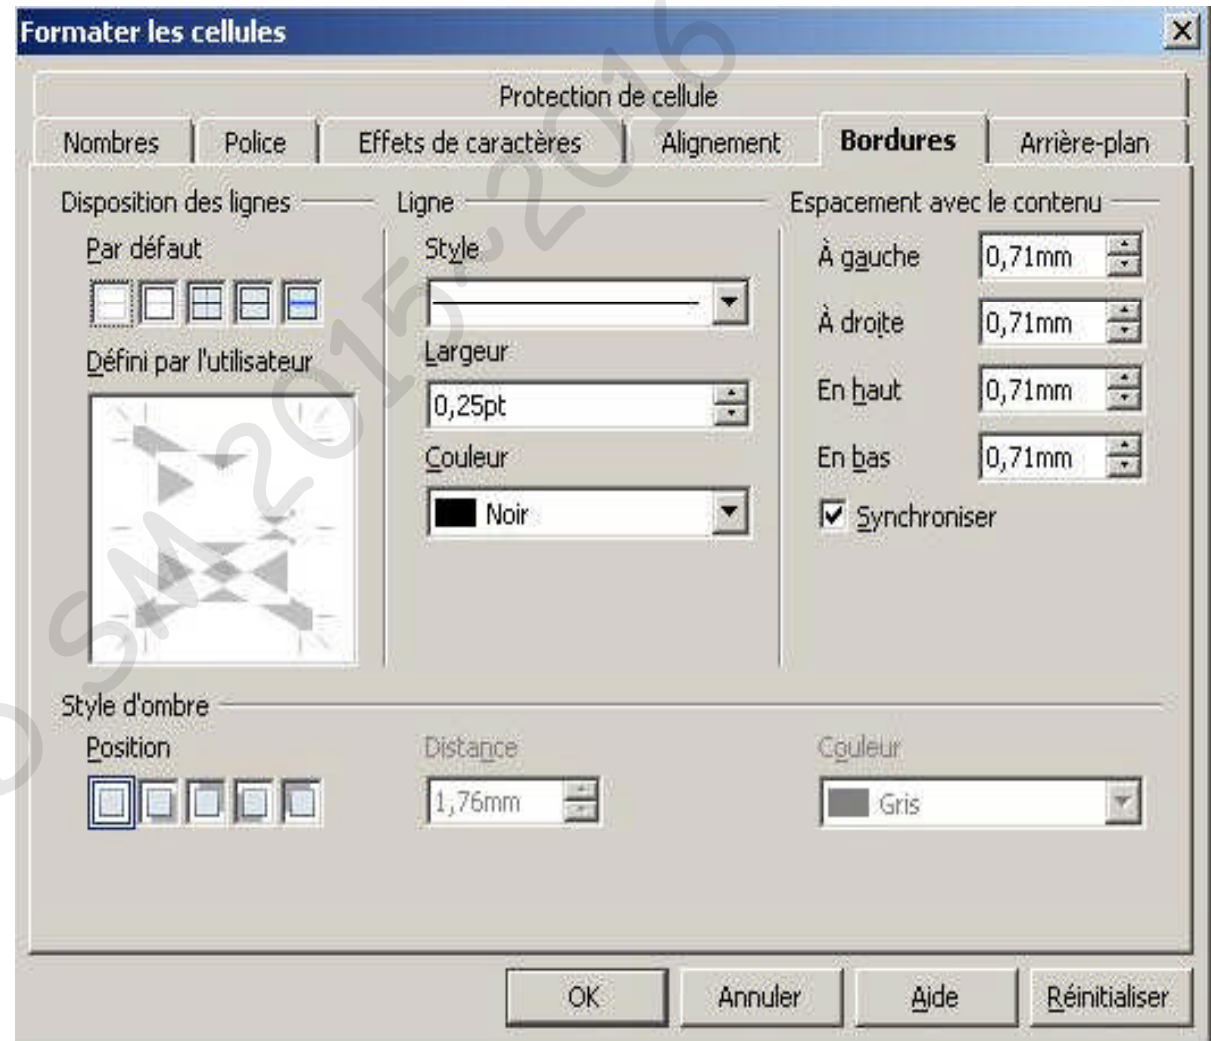 Formater les cellules
Protection de cellule
Nombres Police Effets de caractères Alignement Bordures Arrière-plan
Disposition des lignes Ligne Espacement avec le contenu
Par défaut Style À gauche 0,71mm
À droite 0,71mm
Défini par l'utilisateur Largeur
0,25pt En haut 0,71mm
Couleur En bas 0,71mm
Noir Synchroniser
Style d'ombre
Position Distance Couleur
1,76mm Gris
OK Annuler Aide Réinitialiser
SM 2015-2016